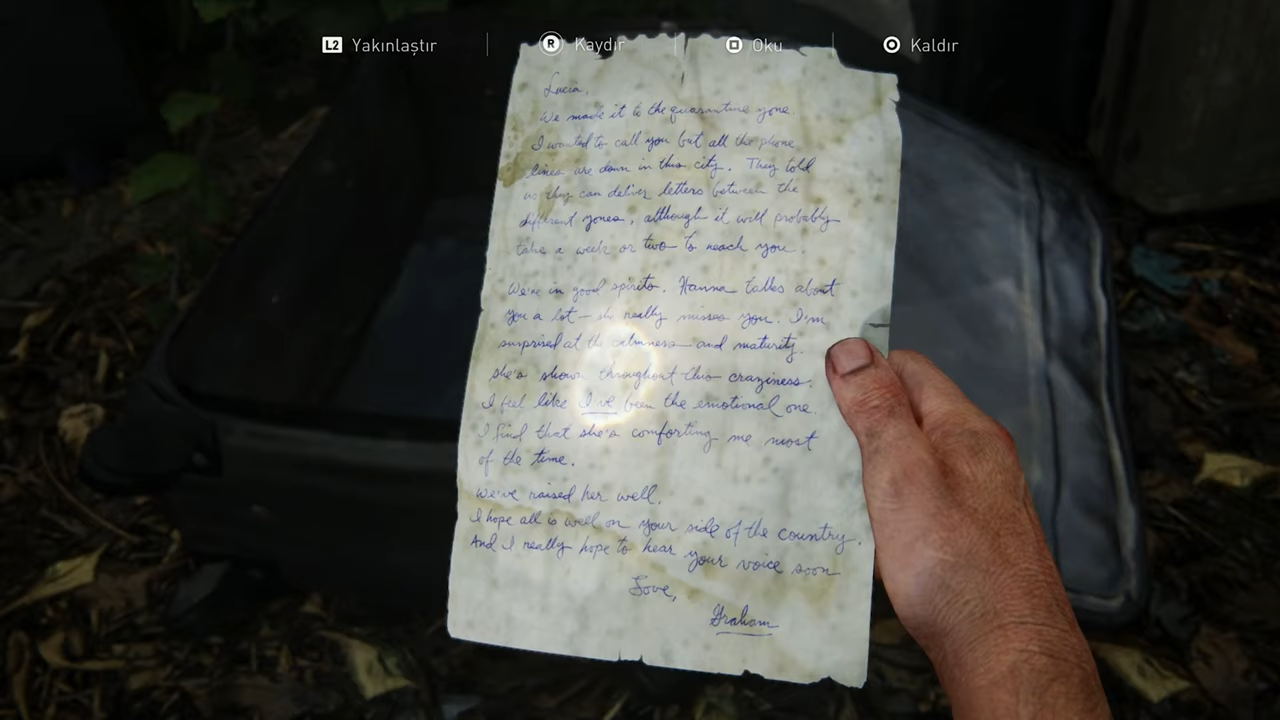 L2 Yakınlaştır R Kaydır Oku Kaldır
Lucia,
We made it to the quarantine zone.
I wanted to call you but all the phone
lines are down in this city. They told
us they can deliver letters between the
different zones, although it will probably
take a week or two to reach you.
We're in good spirits. Hanna talks about
you a lot – she really misses you. I'm
surprised at the calmness and maturity
she's shown throughout this craziness.
I feel like I've been the emotional one.
I find that she's comforting me most
of the time.
We've raised her well.
I hope all is well on your side of the country.
And I really hope to hear your voice soon
Love,
Graham